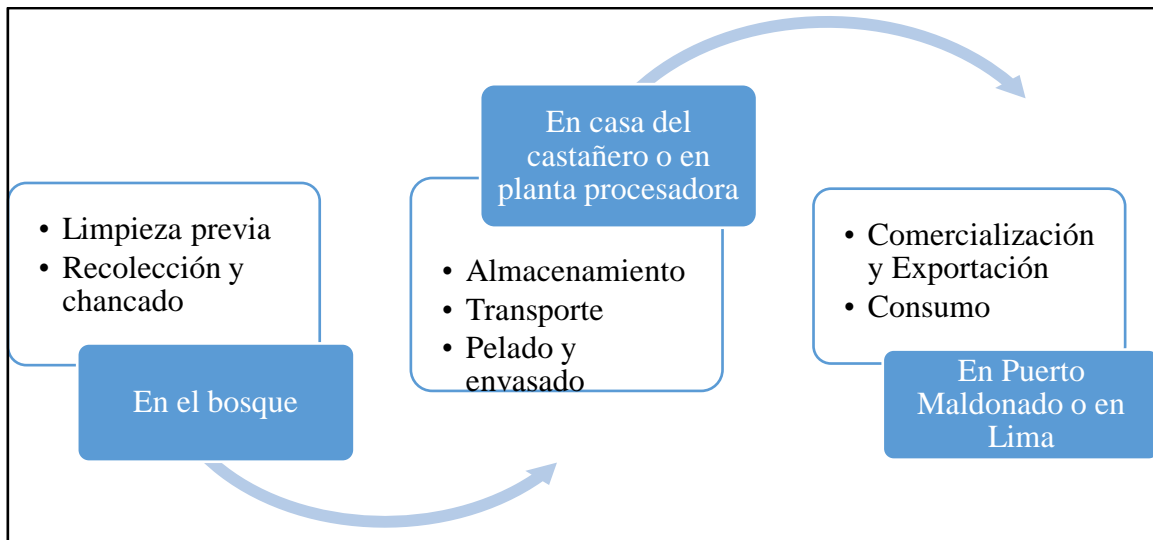 • Limpieza previa
• Recolección y
chancado
En el bosque
En casa del
castañero o en
planta procesadora
• Almacenamiento
• Transporte
• Pelado y
envasado
• Comercialización
y Exportación
• Consumo
En Puerto
Maldonado o en
Lima